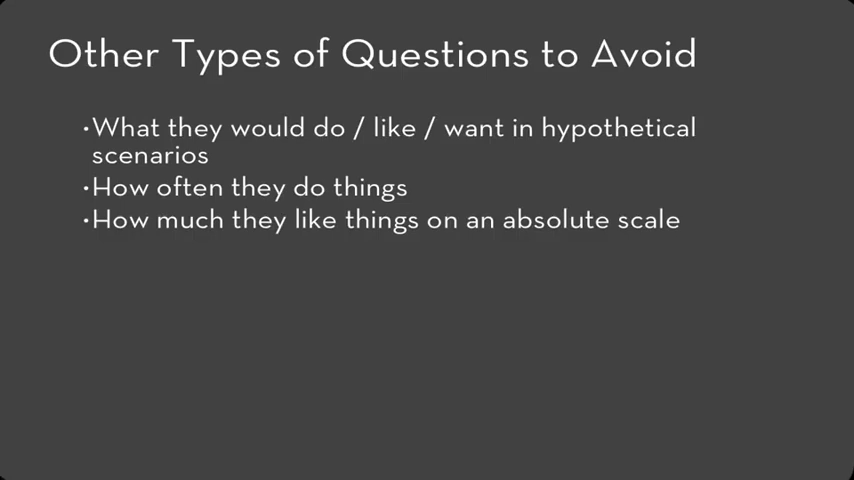 Other Types of Questions to Avoid
•What they would do / like / want in hypothetical
scenarios
•How often they do things
•How much they like things on an absolute scale